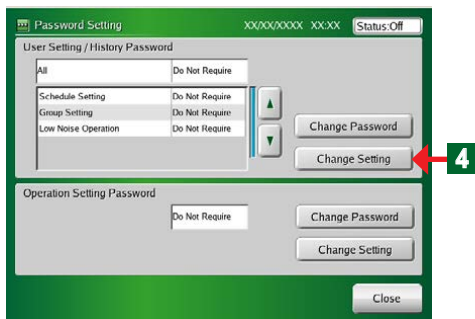 Password Setting XX/XX/XXXX XX:XX Status:Off
User Setting / History Password
All Do Not Require
Schedule Setting Do Not Require
Group Setting Do Not Require
Low Noise Operation Do Not Require
Change Password
Change Setting 4
Operation Setting Password
Do Not Require Change Password
Change Setting
Close